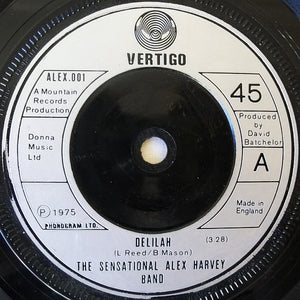 VERTIGO
ALEX.001
A Mountain
Records
Production
45
Donna
Music
Ltd
Produced
by
David
Batchelor
A
Ⓟ 1975
PHONOGRAM LTD.
Made in
England
DELILAH
(3.28)
(L Reed/B Mason)
THE SENSATIONAL ALEX HARVEY
BAND